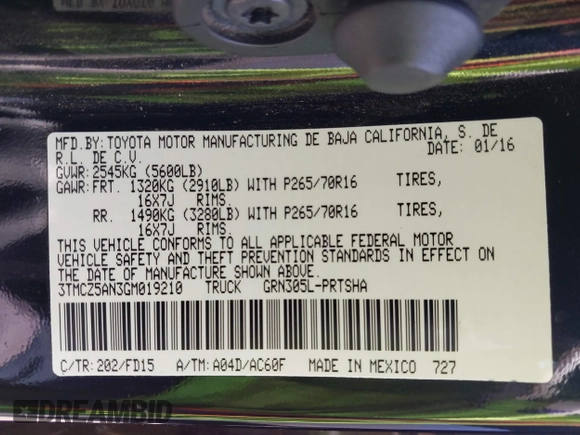 MFD.BY:TOYOTA MOTOR MANUFACTURING DE BAJA CALIFORNIA, S. DE
R.L. DE C.V. DATE: 01/16
GVWR:2545KG (5600LB)
GAWR:FRT. 1320KG (2910LB) WITH P265/70R16 TIRES,
16X7J RIMS.
RR. 1490KG (3280LB) WITH P265/70R16 TIRES,
16X7J RIMS.
THIS VEHICLE CONFORMS TO ALL APPLICABLE FEDERAL MOTOR
VEHICLE SAFETY AND THEFT PREVENTION STANDARDS IN EFFECT ON
THE DATE OF MANUFACTURE SHOWN ABOVE.
3TMCZ5AN3GM019210 TRUCK GRN305L-PRTSHA
C/TR:202/FD15 A/TM:A04D/AC60F MADE IN MEXICO 727
DREAMBID